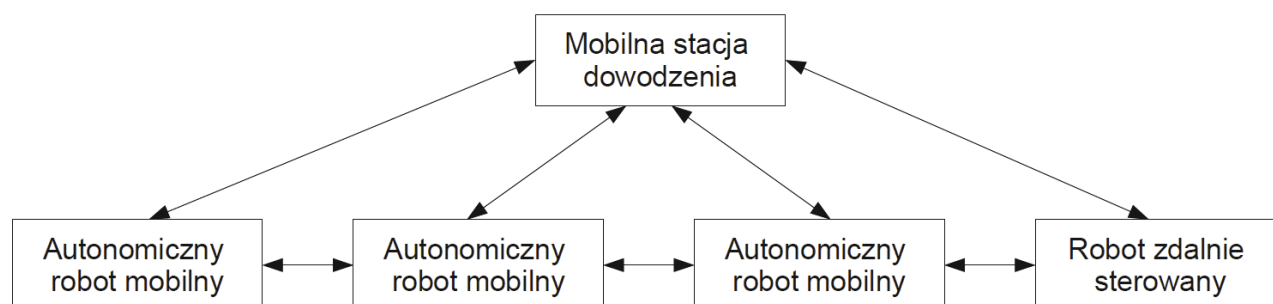 Mobilna stacja
dowodzenia
Autonomiczny
robot mobilny
Autonomiczny
robot mobilny
Autonomiczny
robot mobilny
Robot zdalnie
sterowany